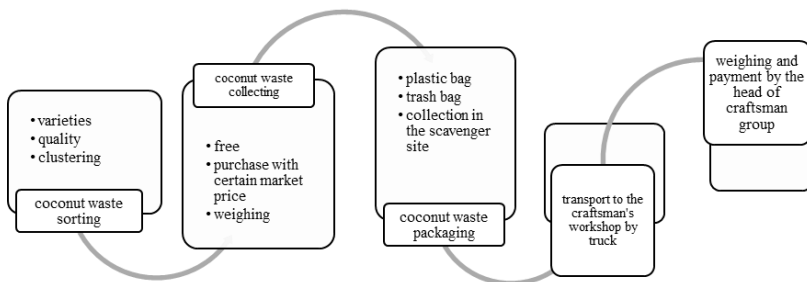 • varieties
• quality
• clustering
coconut waste
sorting
coconut waste
collecting
• free
• purchase with
certain market
price
• weighing
• plastic bag
• trash bag
• collection in
the scavenger
site
coconut waste
packaging
transport to the
craftsman's
workshop by
truck
weighing and
payment by the
head of
craftsman
group